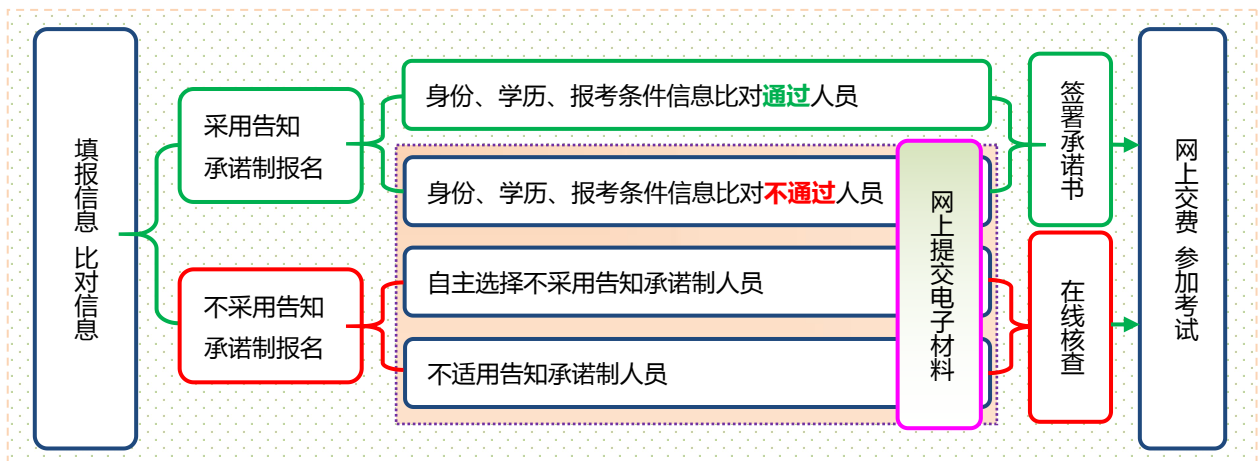 填报信息 比对信息
采用告知
承诺制报名
不采用告知
承诺制报名
身份、学历、报考条件信息比对通过人员
身份、学历、报考条件信息比对不通过人员
自主选择不采用告知承诺制人员
不适用告知承诺制人员
网上提交电子材料
签署承诺书
在线核查
网上交费 参加考试